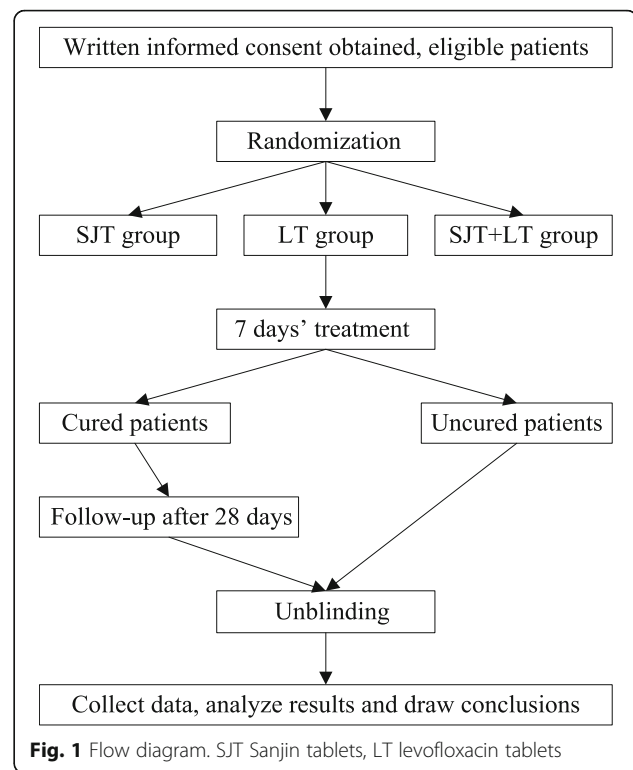 Written informed consent obtained, eligible patients
Randomization
SJT group
LT group
SJT+LT group
7 days’ treatment
Cured patients
Uncured patients
Follow-up after 28 days
Unblinding
Collect data, analyze results and draw conclusions
Fig. 1 Flow diagram. SJT Sanjin tablets, LT levofloxacin tablets